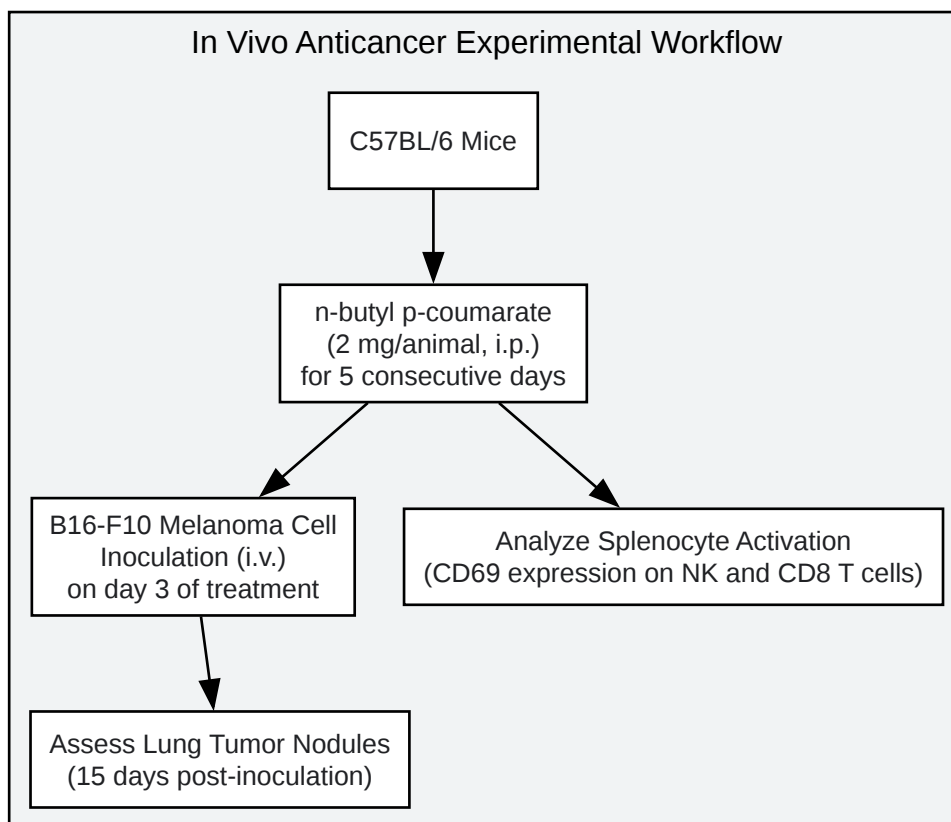 In Vivo Anticancer Experimental Workflow
C57BL/6 Mice
n-butyl p-coumarate
(2 mg/animal, i.p.)
for 5 consecutive days
B16-F10 Melanoma Cell
Inoculation (i.v.)
on day 3 of treatment
Analyze Splenocyte Activation
(CD69 expression on NK and CD8 T cells)
Assess Lung Tumor Nodules
(15 days post-inoculation)